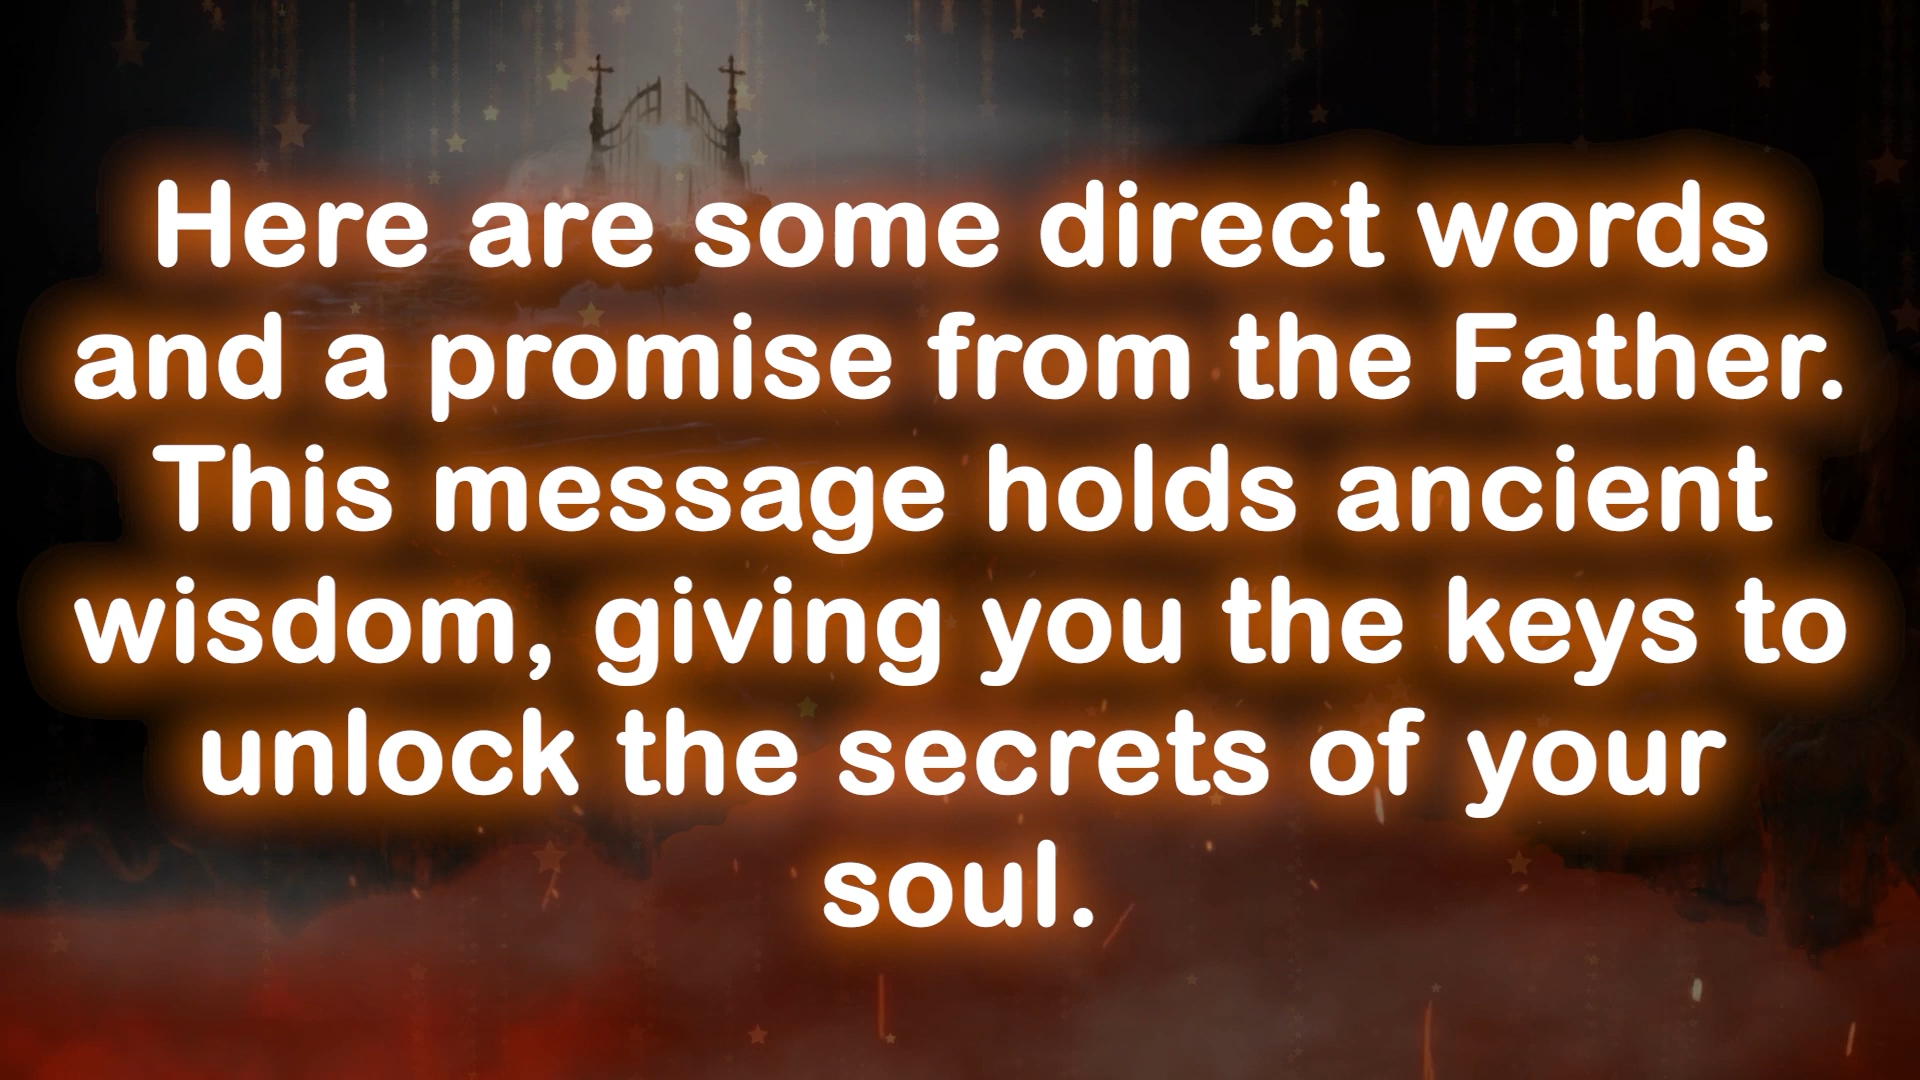 Here are some direct words
and a promise from the Father.
This message holds ancient
wisdom, giving you the keys to
unlock the secrets of your
soul.